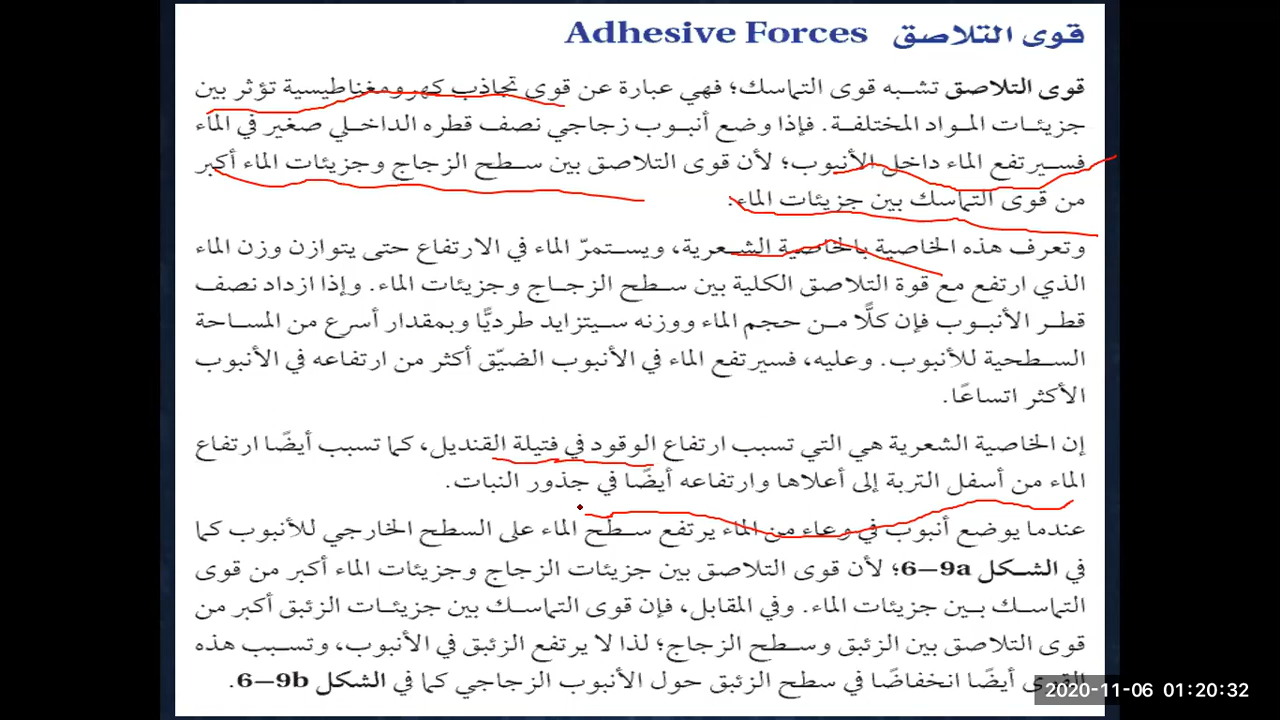 قوى التلاصق Adhesive Forces
قوى التلاصق تشبه قوى التماسك؛ فهي عبارة عن قوى تجاذب كهرومغناطيسية تؤثر بين
جزيئات المواد المختلفة. فإذا وضع أنبوب زجاجي نصف قطره الداخلي صغير في الماء
فسيرتفع الماء داخل الأنبوب؛ لأن قوى التلاصق بين سطح الزجاج وجزيئات الماء أكبر
من قوى التماسك بين جزيئات الماء.
وتعرف هذه الخاصية بالخاصية الشعرية، ويستمرّ الماء في الارتفاع حتى يتوازن وزن الماء
الذي ارتفع مع قوة التلاصق الكلية بين سطح الزجاج وجزيئات الماء. وإذا ازداد نصف
قطر الأنبوب فإن كلًّا من حجم الماء ووزنه سيتزايد طرديًّا وبمقدار أسرع من المساحة
السطحية للأنبوب. وعليه، فسيرتفع الماء في الأنبوب الضيّق أكثر من ارتفاعه في الأنبوب
الأكثر اتساعًا.
إن الخاصية الشعرية هي التي تسبب ارتفاع الوقود في فتيلة القنديل، كما تسبب أيضًا ارتفاع
الماء من أسفل التربة إلى أعلاها وارتفاعه أيضًا في جذور النبات.
عندما يوضع أنبوب في وعاء من الماء يرتفع سطح الماء على السطح الخارجي للأنبوب كما
في الشكل 6–9a؛ لأن قوى التلاصق بين جزيئات الزجاج وجزيئات الماء أكبر من قوى
التماسك بين جزيئات الماء. وفي المقابل، فإن قوى التماسك بين جزيئات الزئبق أكبر من
قوى التلاصق بين الزئبق وسطح الزجاج؛ لذا لا يرتفع الزئبق في الأنبوب، وتسبب هذه
القوى أيضًا انخفاضًا في سطح الزئبق حول الأنبوب الزجاجي كما في الشكل 6–9b.
2020-11-06 01:20:32